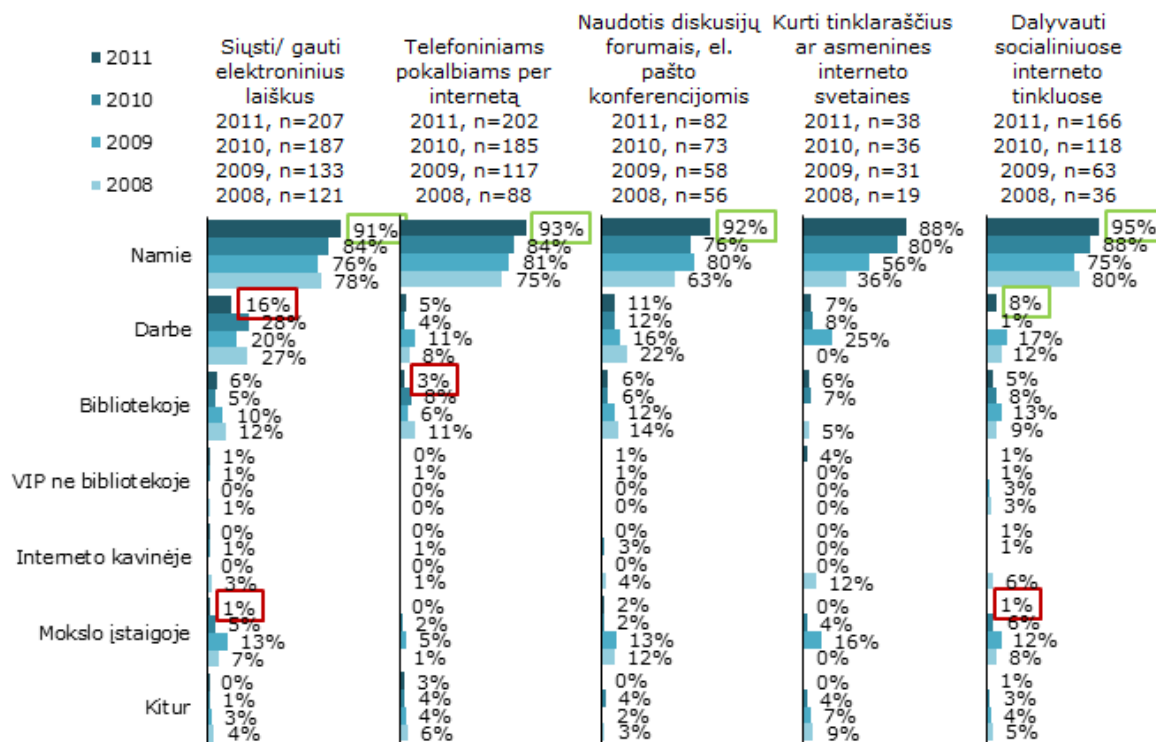 2011
2010
2009
2008
Siųsti/ gauti
elektroninius
laiškus
2011, n=207
2010, n=187
2009, n=133
2008, n=121
Telefoniniams
pokalbiams per
internetą
2011, n=202
2010, n=185
2009, n=117
2008, n=88
Naudotis diskusijų
forumais, el.
pašto
konferencijomis
2011, n=82
2010, n=73
2009, n=58
2008, n=56
Kurti tinklaraščius
ar asmenines
interneto
svetaines
2011, n=38
2010, n=36
2009, n=31
2008, n=19
Dalyvauti
socialiniuose
interneto
tinkluose
2011, n=166
2010, n=118
2009, n=63
2008, n=36
Namie
91% 93% 92% 88% 95%
84% 84% 76% 80% 88%
76% 81% 80% 56% 75%
78% 75% 63% 36% 80%
Darbe
16% 5% 11% 7% 8%
28% 4% 12% 8% 1%
20% 11% 16% 25% 17%
27% 8% 22% 0% 12%
Bibliotekoje
6% 3% 6% 6% 5%
5% 8% 6% 7% 8%
10% 6% 12% 13%
12% 11% 14% 5% 9%
VIP ne bibliotekoje
1% 0% 1% 4% 1%
1% 1% 1% 0% 1%
0% 0% 0% 0% 3%
1% 0% 0% 0% 3%
Interneto kavinėje
0% 0% 0% 0% 1%
1% 1% 3% 0% 1%
0% 0% 0%
3% 1% 4% 12% 6%
Mokslo įstaigoje
1% 0% 2% 0% 1%
5% 2% 2% 4% 6%
13% 5% 13% 16% 12%
7% 1% 12% 0% 8%
Kitur
0% 3% 0% 0% 1%
1% 4% 4% 4% 3%
3% 4% 2% 7% 4%
4% 6% 3% 9% 5%